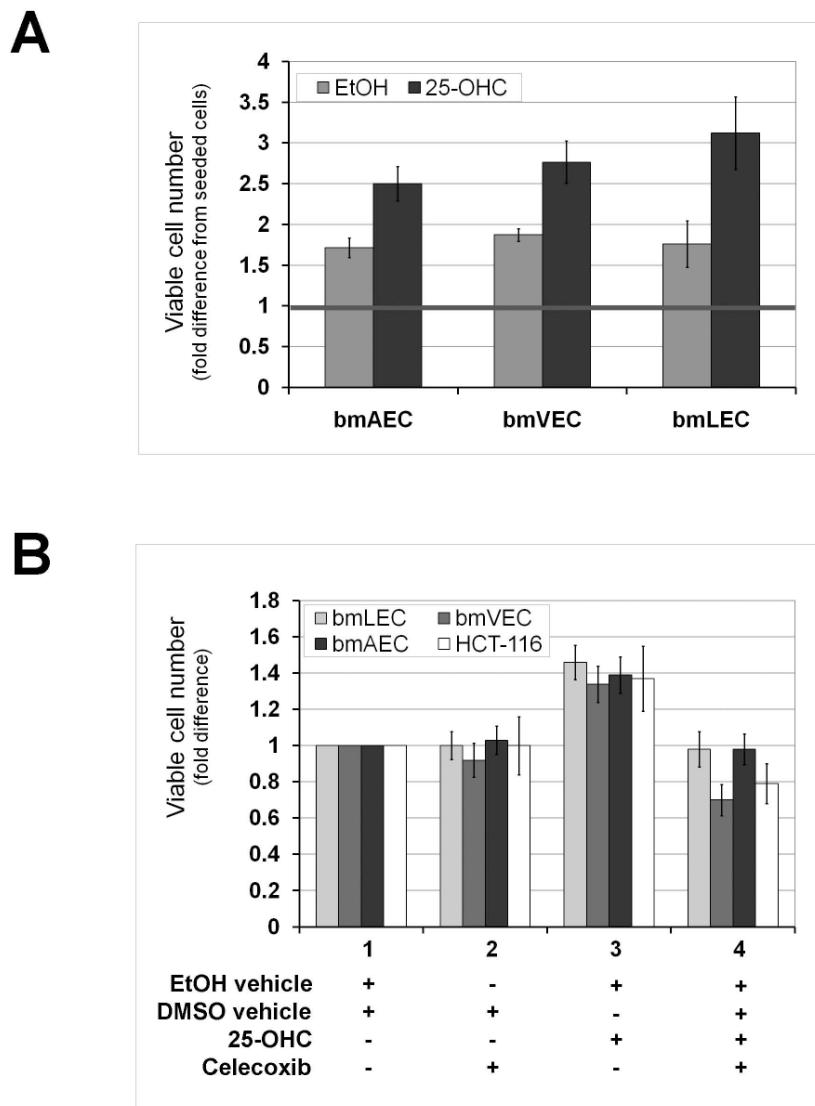 A
Viable cell number
(fold difference from seeded cells)
4
3.5
3
2.5
2
1.5
1
0.5
0
EtOH 25-OHC
bmAEC bmVEC bmLEC
B
Viable cell number
(fold difference)
1.8
1.6
1.4
1.2
1
0.8
0.6
0.4
0.2
0
bmLEC bmVEC
bmAEC HCT-116
1 2 3 4
EtOH vehicle + - + +
DMSO vehicle + + - +
25-OHC - - + +
Celecoxib - + - +